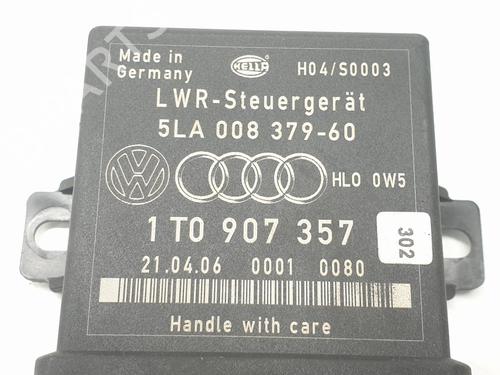 Made in
Germany
HELLA
H04/S0003
LWR-Steuergerät
5LA 008 379-60
HLO 0W5
1T0 907 357
302
21.04.06 0001 0080
Handle with care